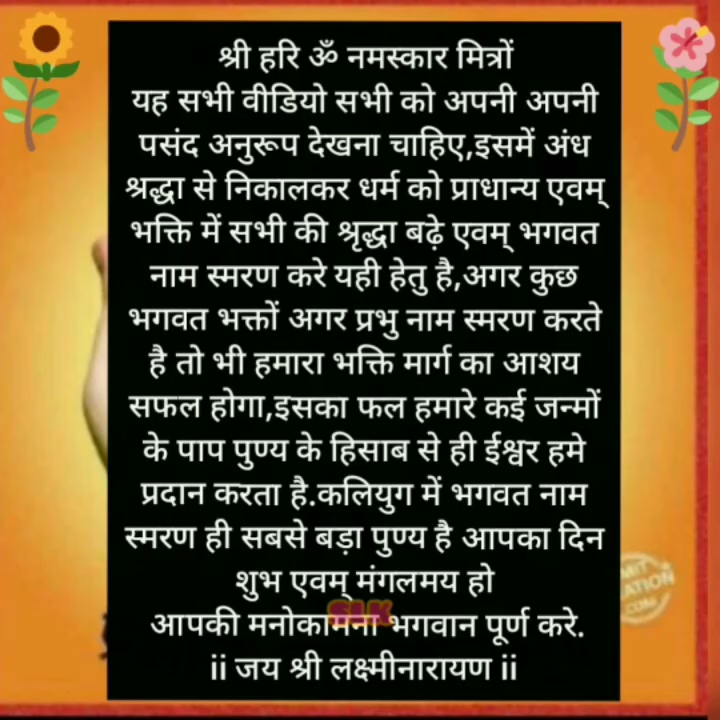 श्री हरि ॐ नमस्कार मित्रों
यह सभी वीडियो सभी को अपनी अपनी
पसंद अनुरूप देखना चाहिए,इसमें अंध
श्रद्धा से निकालकर धर्म को प्राधान्य एवम्
भक्ति में सभी की श्रृद्धा बढ़े एवम् भगवत
नाम स्मरण करे यही हेतु है,अगर कुछ
भगवत भक्तों अगर प्रभु नाम स्मरण करते
है तो भी हमारा भक्ति मार्ग का आशय
सफल होगा,इसका फल हमारे कई जन्मों
के पाप पुण्य के हिसाब से ही ईश्वर हमे
प्रदान करता है.कलियुग में भगवत नाम
स्मरण ही सबसे बड़ा पुण्य है आपका दिन
शुभ एवम् मंगलमय हो
SLK
आपकी मनोकामना भगवान पूर्ण करे.
ii जय श्री लक्ष्मीनारायण ii